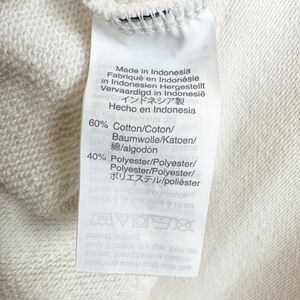 Made in Indonesia
Fabriqué en Indonésie
In Indonesien Hergestellt
Vervaardigd in Indonesië
インドネシア製
Hecho en Indonesia
60% Cotton/Coton/
Baumwolle/Katoen/
綿/algodón
40% Polyester/Polyester/
Polyester/Polyester/
ポリエステル/poliéster